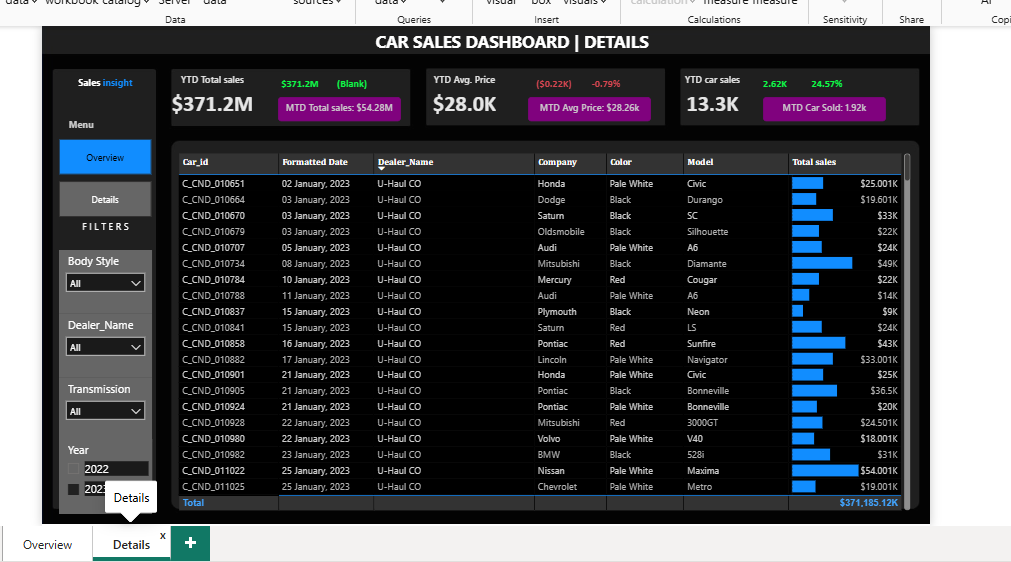 data workbook catalog Server data sources data visual box visuals calculation measure measure
Data Queries Insert Calculations Sensitivity Share
CAR SALES DASHBOARD | DETAILS
Sales insight
Menu
Overview
Details
FILTERS
Body Style
All
Dealer_Name
All
Transmission
All
Year
2022
Details
YTD Total sales
$371.2M (Blank)
$371.2M
MTD Total sales: $54.28M
YTD Avg. Price
($0.22K) -0.79%
$28.0K
MTD Avg Price: $28.26k
YTD car sales
2.62K 24.57%
13.3K
MTD Car Sold: 1.92k
Car_id Formatted Date Dealer_Name Company Color Model Total sales
C_CND_010651 02 January, 2023 U-Haul CO Honda Pale White Civic $25.001K
C_CND_010664 03 January, 2023 U-Haul CO Dodge Black Durango $19.601K
C_CND_010670 03 January, 2023 U-Haul CO Saturn Black SC $33K
C_CND_010679 03 January, 2023 U-Haul CO Oldsmobile Black Silhouette $22K
C_CND_010707 05 January, 2023 U-Haul CO Audi Pale White A6 $24K
C_CND_010734 08 January, 2023 U-Haul CO Mitsubishi Black Diamante $49K
C_CND_010784 10 January, 2023 U-Haul CO Mercury Red Cougar $22K
C_CND_010788 11 January, 2023 U-Haul CO Audi Pale White A6 $14K
C_CND_010837 15 January, 2023 U-Haul CO Plymouth Black Neon $9K
C_CND_010841 15 January, 2023 U-Haul CO Saturn Red LS $24K
C_CND_010858 16 January, 2023 U-Haul CO Pontiac Red Sunfire $43K
C_CND_010882 17 January, 2023 U-Haul CO Lincoln Pale White Navigator $33.001K
C_CND_010901 21 January, 2023 U-Haul CO Honda Pale White Civic $25K
C_CND_010905 21 January, 2023 U-Haul CO Pontiac Black Bonneville $36.5K
C_CND_010924 21 January, 2023 U-Haul CO Pontiac Pale White Bonneville $20K
C_CND_010928 22 January, 2023 U-Haul CO Mitsubishi Red 3000GT $24.501K
C_CND_010980 22 January, 2023 U-Haul CO Volvo Pale White V40 $18.001K
C_CND_010982 23 January, 2023 U-Haul CO BMW Black 528i $31K
C_CND_011022 25 January, 2023 U-Haul CO Nissan Pale White Maxima $54.001K
C_CND_011025 25 January, 2023 U-Haul CO Chevrolet Pale White Metro $19.001K
Total $371,185.12K
Overview Details x +